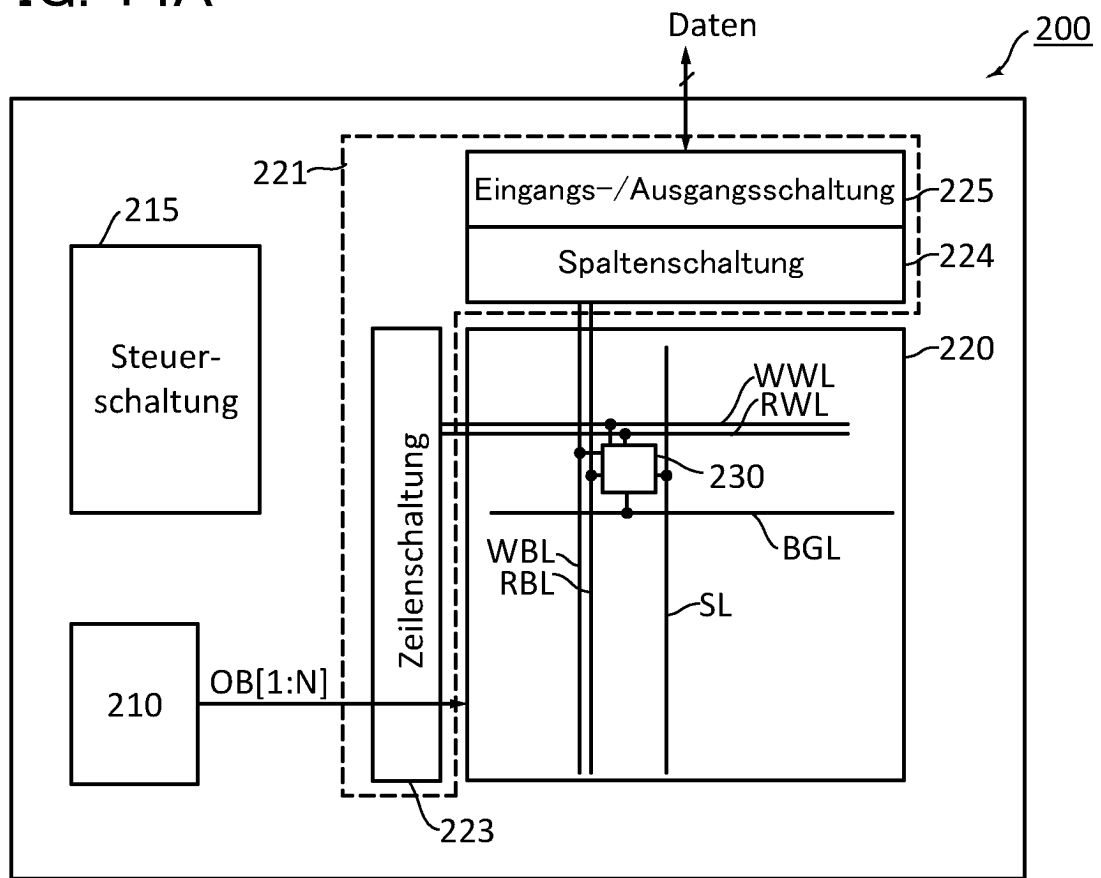 Daten
200
221
Eingangs-/Ausgangsschaltung
225
215
Spaltenschaltung
224
Steuer-
schaltung
Zeilenschaltung
220
WWL
RWL
230
BGL
WBL
RBL
SL
210
OB[1:N]
223